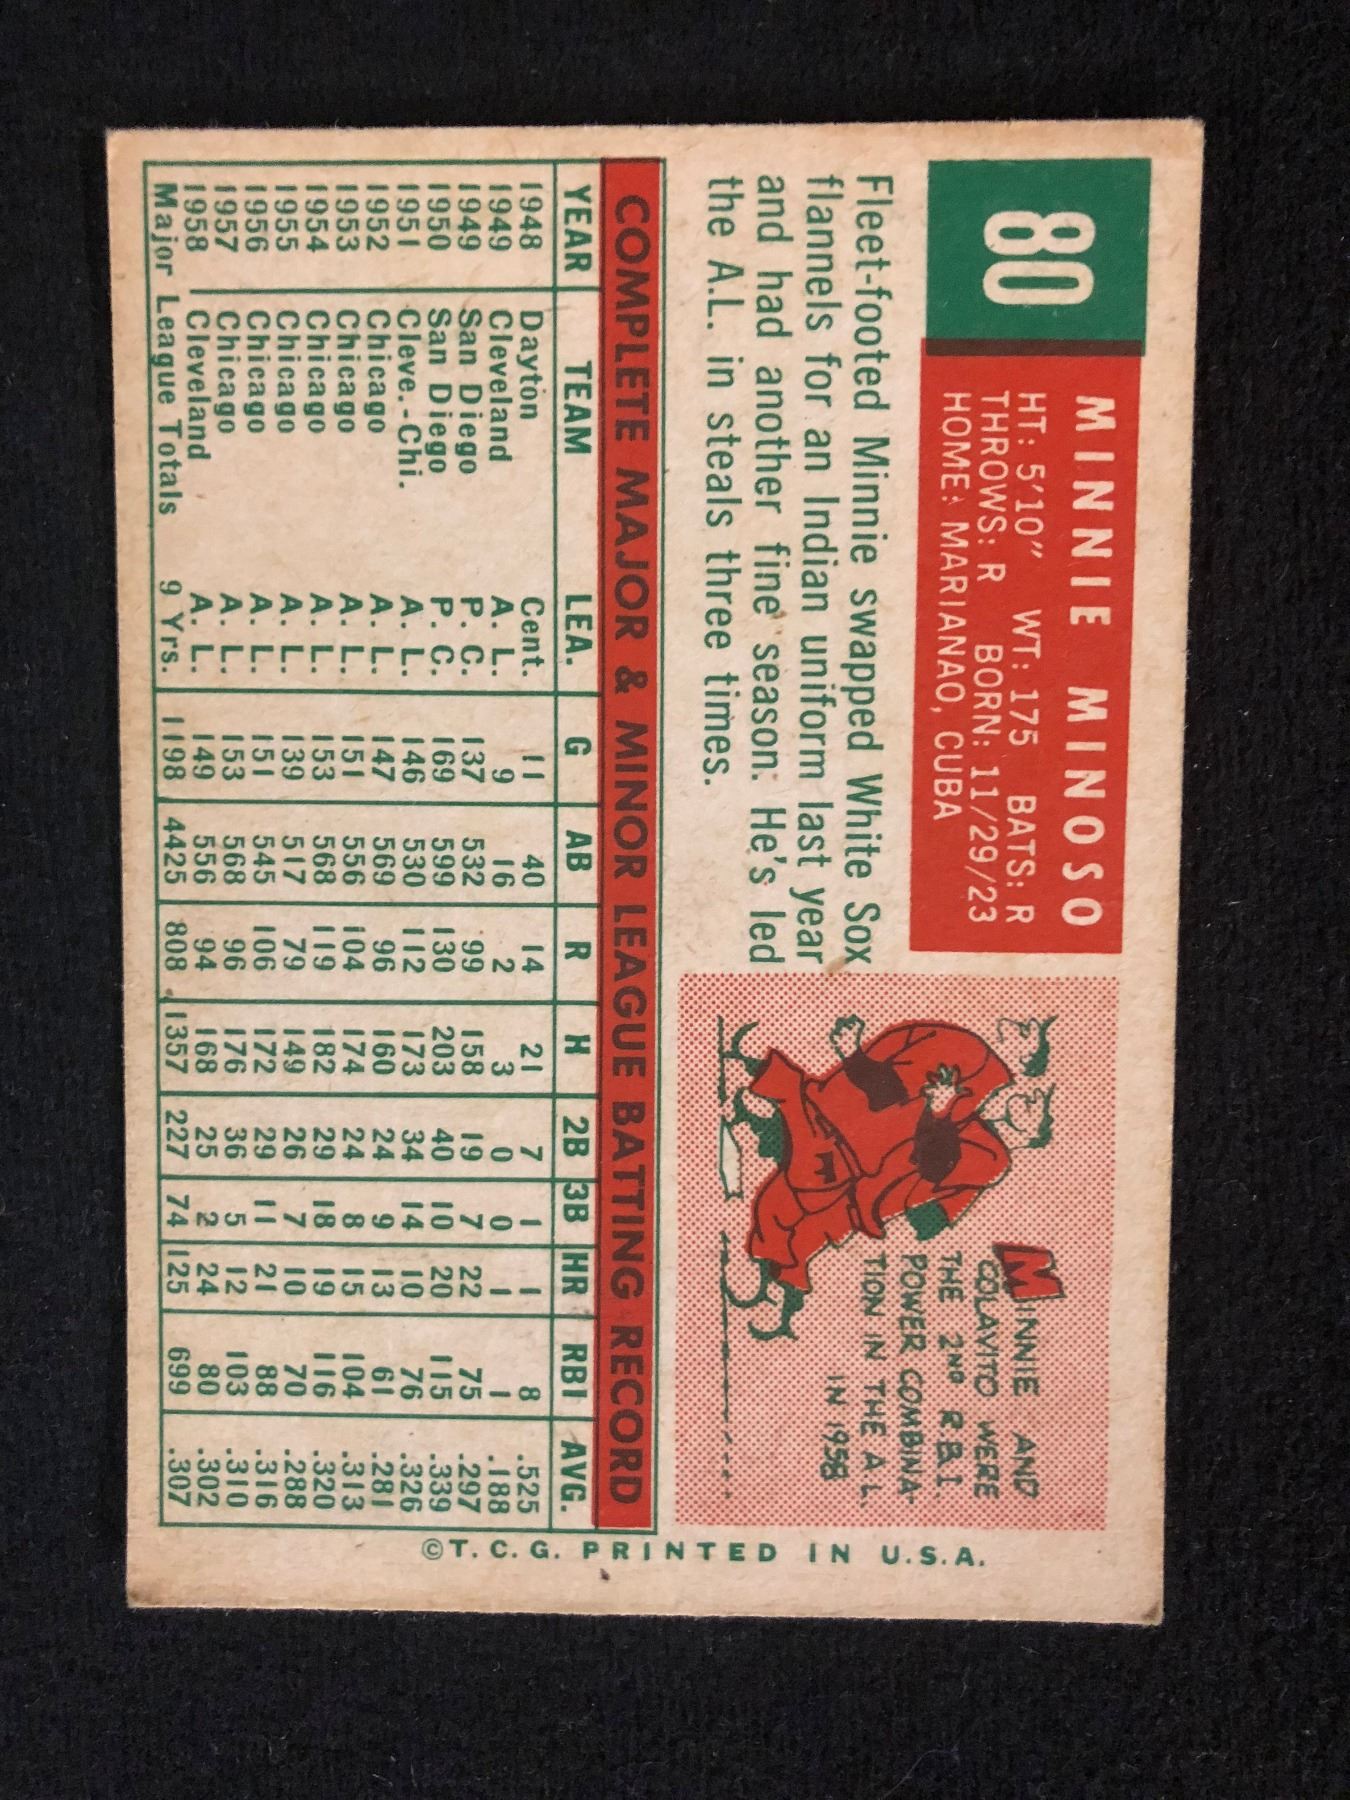 80
MINNIE MINOSO
HT: 5'10" WT: 175 BATS: R
THROWS: R BORN: 11/29/23
HOME: MARIANAO, CUBA
Fleet-footed Minnie swapped White Sox
flannels for an Indian uniform last year
and had another fine season. He's led
the A.L. in steals three times.
MINNIE AND
COLAVITO WERE
THE 2ND R.B.I.
POWER COMBINA-
TION IN THE A.L.
IN 1958
COMPLETE MAJOR & MINOR LEAGUE BATTING RECORD
YEAR TEAM LEA. G AB R H 2B 3B HR RBI AVG.
1948 Dayton Cent. 11 40 14 21 7 1 1 8 .525
1949 Cleveland A. L. 9 16 2 3 0 0 1 1 .188
1949 San Diego P. C. 137 532 99 158 19 7 22 75 .297
1950 San Diego P. C. 169 599 130 203 40 10 20 115 .339
1951 Cleve.-Chi. A. L. 146 530 112 173 34 14 10 76 .326
1952 Chicago A. L. 147 569 96 160 24 9 13 61 .281
1953 Chicago A. L. 151 556 104 174 24 8 15 104 .313
1954 Chicago A. L. 153 568 119 182 29 18 19 116 .320
1955 Chicago A. L. 139 517 79 149 26 7 10 70 .288
1956 Chicago A. L. 151 545 106 172 29 11 21 88 .316
1957 Chicago A. L. 153 568 96 176 36 5 12 103 .310
1958 Cleveland A. L. 149 556 94 168 25 2 24 80 .302
Major League Totals 9 Yrs. 1198 4425 808 1357 227 74 125 699 .307
©T. C. G. PRINTED IN U.S.A.